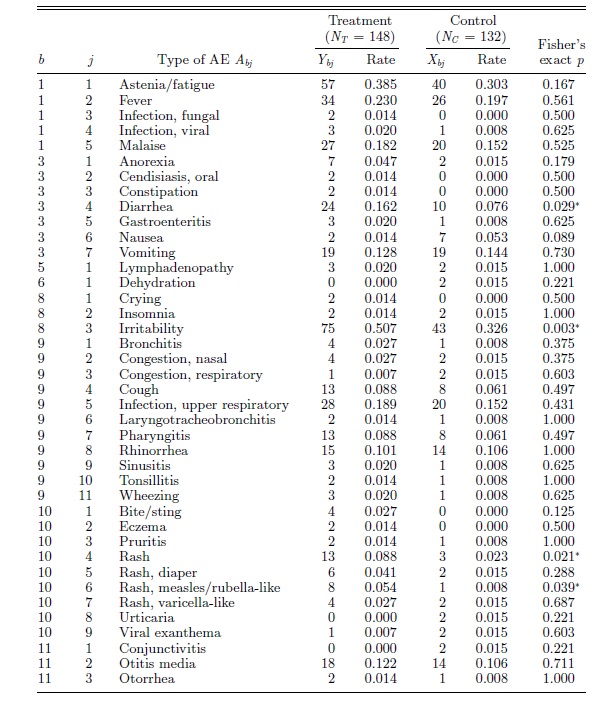 Treatment Control
(N_T = 148) (N_C = 132) Fisher's
b j Type of AE A_bj Y_bj Rate X_bj Rate exact p
1 1 Astenia/fatigue 57 0.385 40 0.303 0.167
1 2 Fever 34 0.230 26 0.197 0.561
1 3 Infection, fungal 2 0.014 0 0.000 0.500
1 4 Infection, viral 3 0.020 1 0.008 0.625
1 5 Malaise 27 0.182 20 0.152 0.525
3 1 Anorexia 7 0.047 2 0.015 0.179
3 2 Cendisiasis, oral 2 0.014 0 0.000 0.500
3 3 Constipation 2 0.014 0 0.000 0.500
3 4 Diarrhea 24 0.162 10 0.076 0.029*
3 5 Gastroenteritis 3 0.020 1 0.008 0.625
3 6 Nausea 2 0.014 7 0.053 0.089
3 7 Vomiting 19 0.128 19 0.144 0.730
5 1 Lymphadenopathy 3 0.020 2 0.015 1.000
6 1 Dehydration 0 0.000 2 0.015 0.221
8 1 Crying 2 0.014 0 0.000 0.500
8 2 Insomnia 2 0.014 2 0.015 1.000
8 3 Irritability 75 0.507 43 0.326 0.003*
9 1 Bronchitis 4 0.027 1 0.008 0.375
9 2 Congestion, nasal 4 0.027 2 0.015 0.375
9 3 Congestion, respiratory 1 0.007 2 0.015 0.603
9 4 Cough 13 0.088 8 0.061 0.497
9 5 Infection, upper respiratory 28 0.189 20 0.152 0.431
9 6 Laryngotracheobronchitis 2 0.014 1 0.008 1.000
9 7 Pharyngitis 13 0.088 8 0.061 0.497
9 8 Rhinorrhea 15 0.101 14 0.106 1.000
9 9 Sinusitis 3 0.020 1 0.008 0.625
9 10 Tonsillitis 2 0.014 1 0.008 1.000
9 11 Wheezing 3 0.020 1 0.008 0.625
10 1 Bite/sting 4 0.027 0 0.000 0.125
10 2 Eczema 2 0.014 0 0.000 0.500
10 3 Pruritis 2 0.014 1 0.008 1.000
10 4 Rash 13 0.088 3 0.023 0.021*
10 5 Rash, diaper 6 0.041 2 0.015 0.288
10 6 Rash, measles/rubella-like 8 0.054 1 0.008 0.039*
10 7 Rash, varicella-like 4 0.027 2 0.015 0.687
10 8 Urticaria 0 0.000 2 0.015 0.221
10 9 Viral exanthema 1 0.007 2 0.015 0.603
11 1 Conjunctivitis 0 0.000 2 0.015 0.221
11 2 Otitis media 18 0.122 14 0.106 0.711
11 3 Otorrhea 2 0.014 1 0.008 1.000